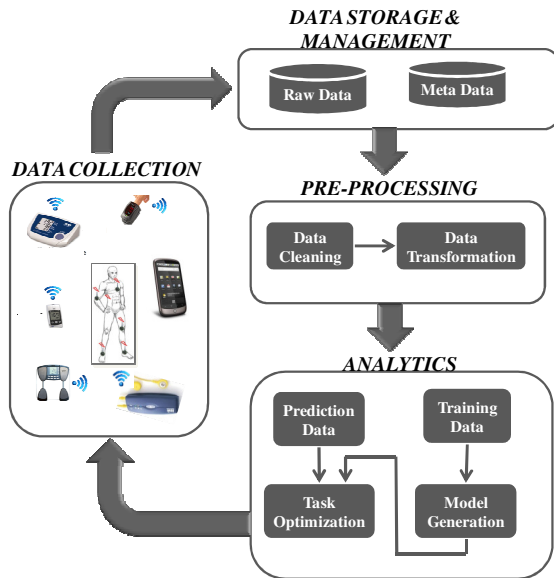 DATA STORAGE &
MANAGEMENT
Raw Data
Meta Data
DATA COLLECTION
PRE-PROCESSING
Data
Cleaning
Data
Transformation
ANALYTICS
Prediction
Data
Training
Data
Task
Optimization
Model
Generation